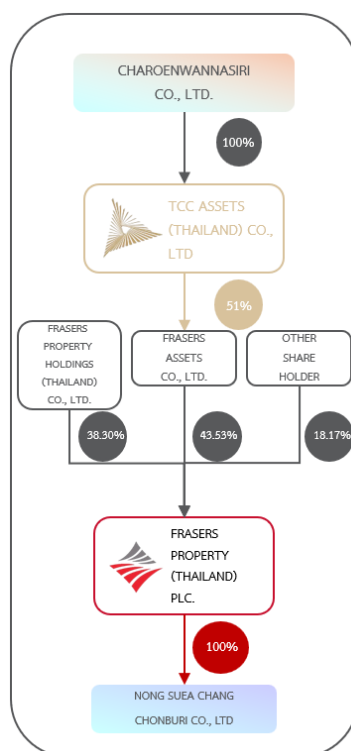 CHAROENWANNASIRI
CO., LTD.
100%
TCC ASSETS
(THAILAND) CO.,
LTD
51%
FRASERS
PROPERTY
HOLDINGS
(THAILAND)
CO., LTD.
FRASERS
ASSETS
CO., LTD.
OTHER
SHARE
HOLDER
38.30%
43.53%
18.17%
FRASERS
PROPERTY
(THAILAND)
PLC.
100%
NONG SUEA CHANG
CHONBURI CO., LTD